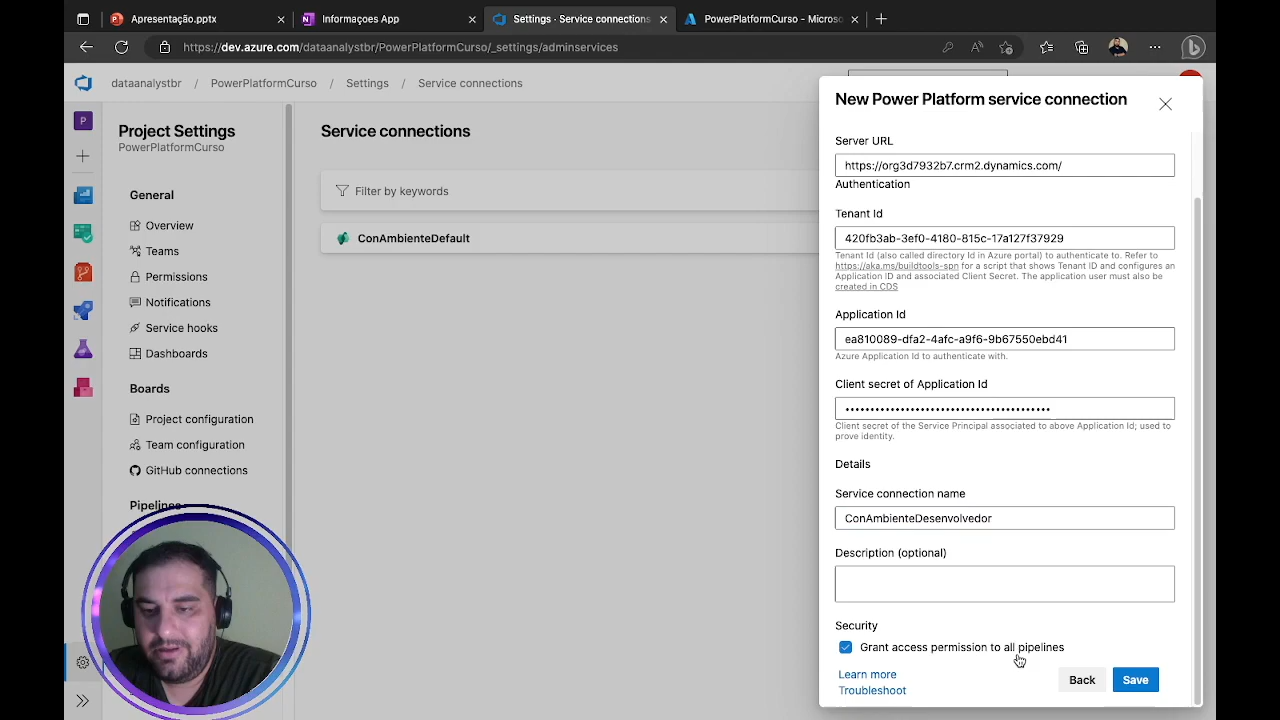 Apresentação.pptx
Informaçoes App
Settings · Service connections
PowerPlatformCurso - Microso
https://dev.azure.com/dataanalystbr/PowerPlatformCurso/_settings/adminservices
dataanalystbr / PowerPlatformCurso / Settings / Service connections
P
Project Settings
PowerPlatformCurso
General
Overview
Teams
Permissions
Notifications
Service hooks
Dashboards
Boards
Project configuration
Team configuration
GitHub connections
Pipelines
Service connections
Filter by keywords
ConAmbienteDefault
New Power Platform service connection
Server URL
https://org3d7932b7.crm2.dynamics.com/
Authentication
Tenant Id
420fb3ab-3ef0-4180-815c-17a127f37929
Tenant Id (also called directory Id in Azure portal) to authenticate to. Refer to
https://aka.ms/buildtools-spn for a script that shows Tenant ID and configures an
Application ID and associated Client Secret. The application user must also be
created in CDS
Application Id
ea810089-dfa2-4afc-a9f6-9b67550ebd41
Azure Application Id to authenticate with.
Client secret of Application Id
Client secret of the Service Principal associated to above Application Id; used to
prove identity.
Details
Service connection name
ConAmbienteDesenvolvedor
Description (optional)
Security
Grant access permission to all pipelines
Learn more
Troubleshoot
Back
Save